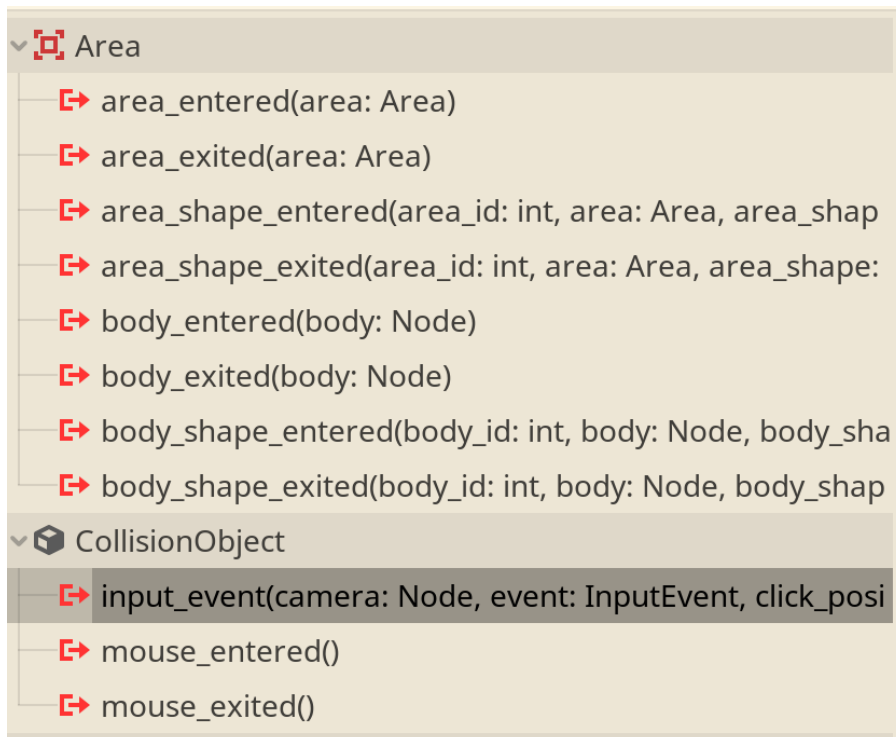 Area
area_entered(area: Area)
area_exited(area: Area)
area_shape_entered(area_id: int, area: Area, area_shap
area_shape_exited(area_id: int, area: Area, area_shape:
body_entered(body: Node)
body_exited(body: Node)
body_shape_entered(body_id: int, body: Node, body_sha
body_shape_exited(body_id: int, body: Node, body_shap
CollisionObject
input_event(camera: Node, event: InputEvent, click_posi
mouse_entered()
mouse_exited()